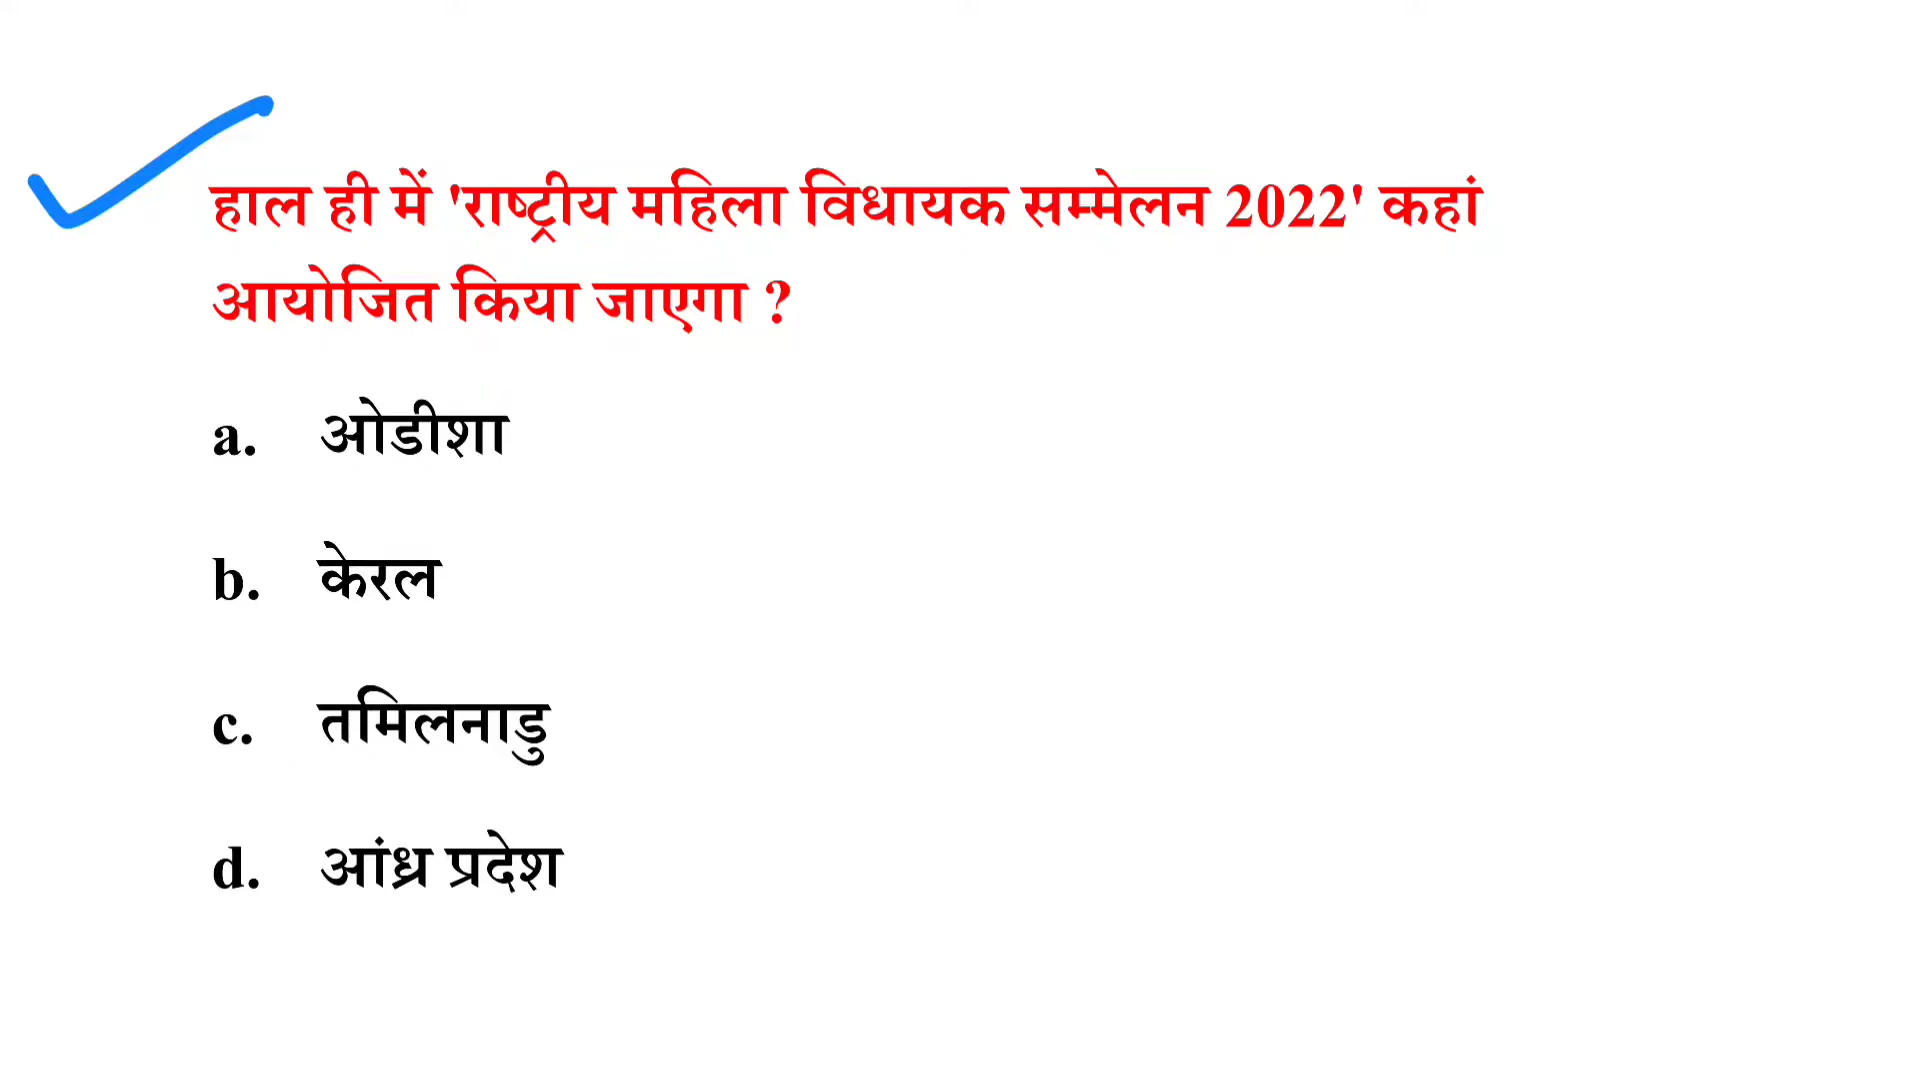 हाल ही में 'राष्ट्रीय महिला विधायक सम्मेलन 2022' कहां
आयोजित किया जाएगा ?
a. ओडीशा
b. केरल
c. तमिलनाडु
d. आंध्र प्रदेश